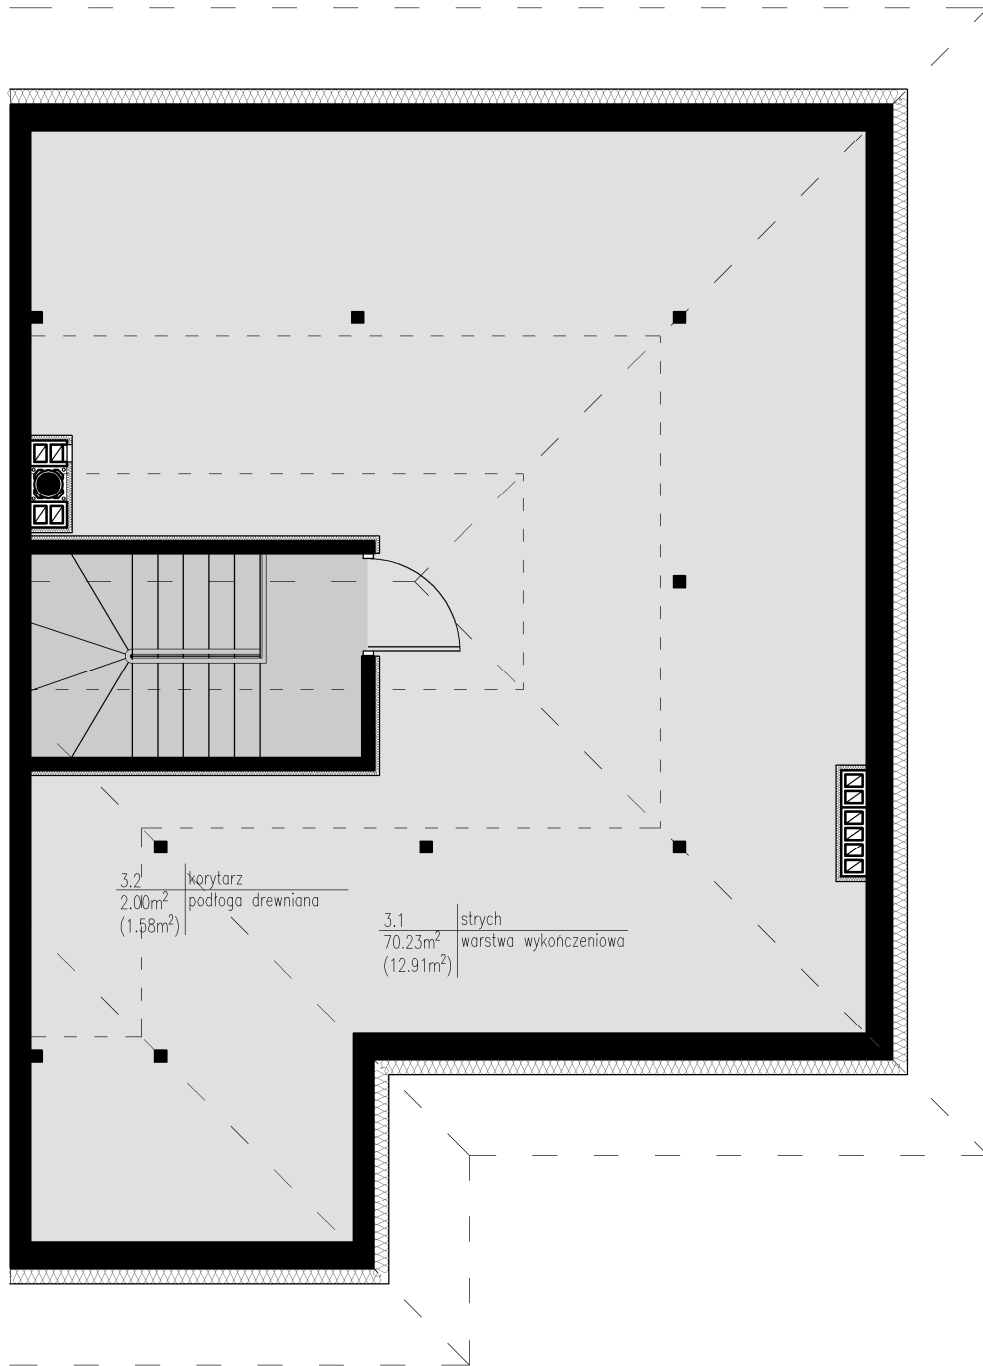 3.2 korytarz
2.00m² podłoga drewniana
(1.58m²)
3.1 strych
70.23m² warstwa wykończeniowa
(12.91m²)